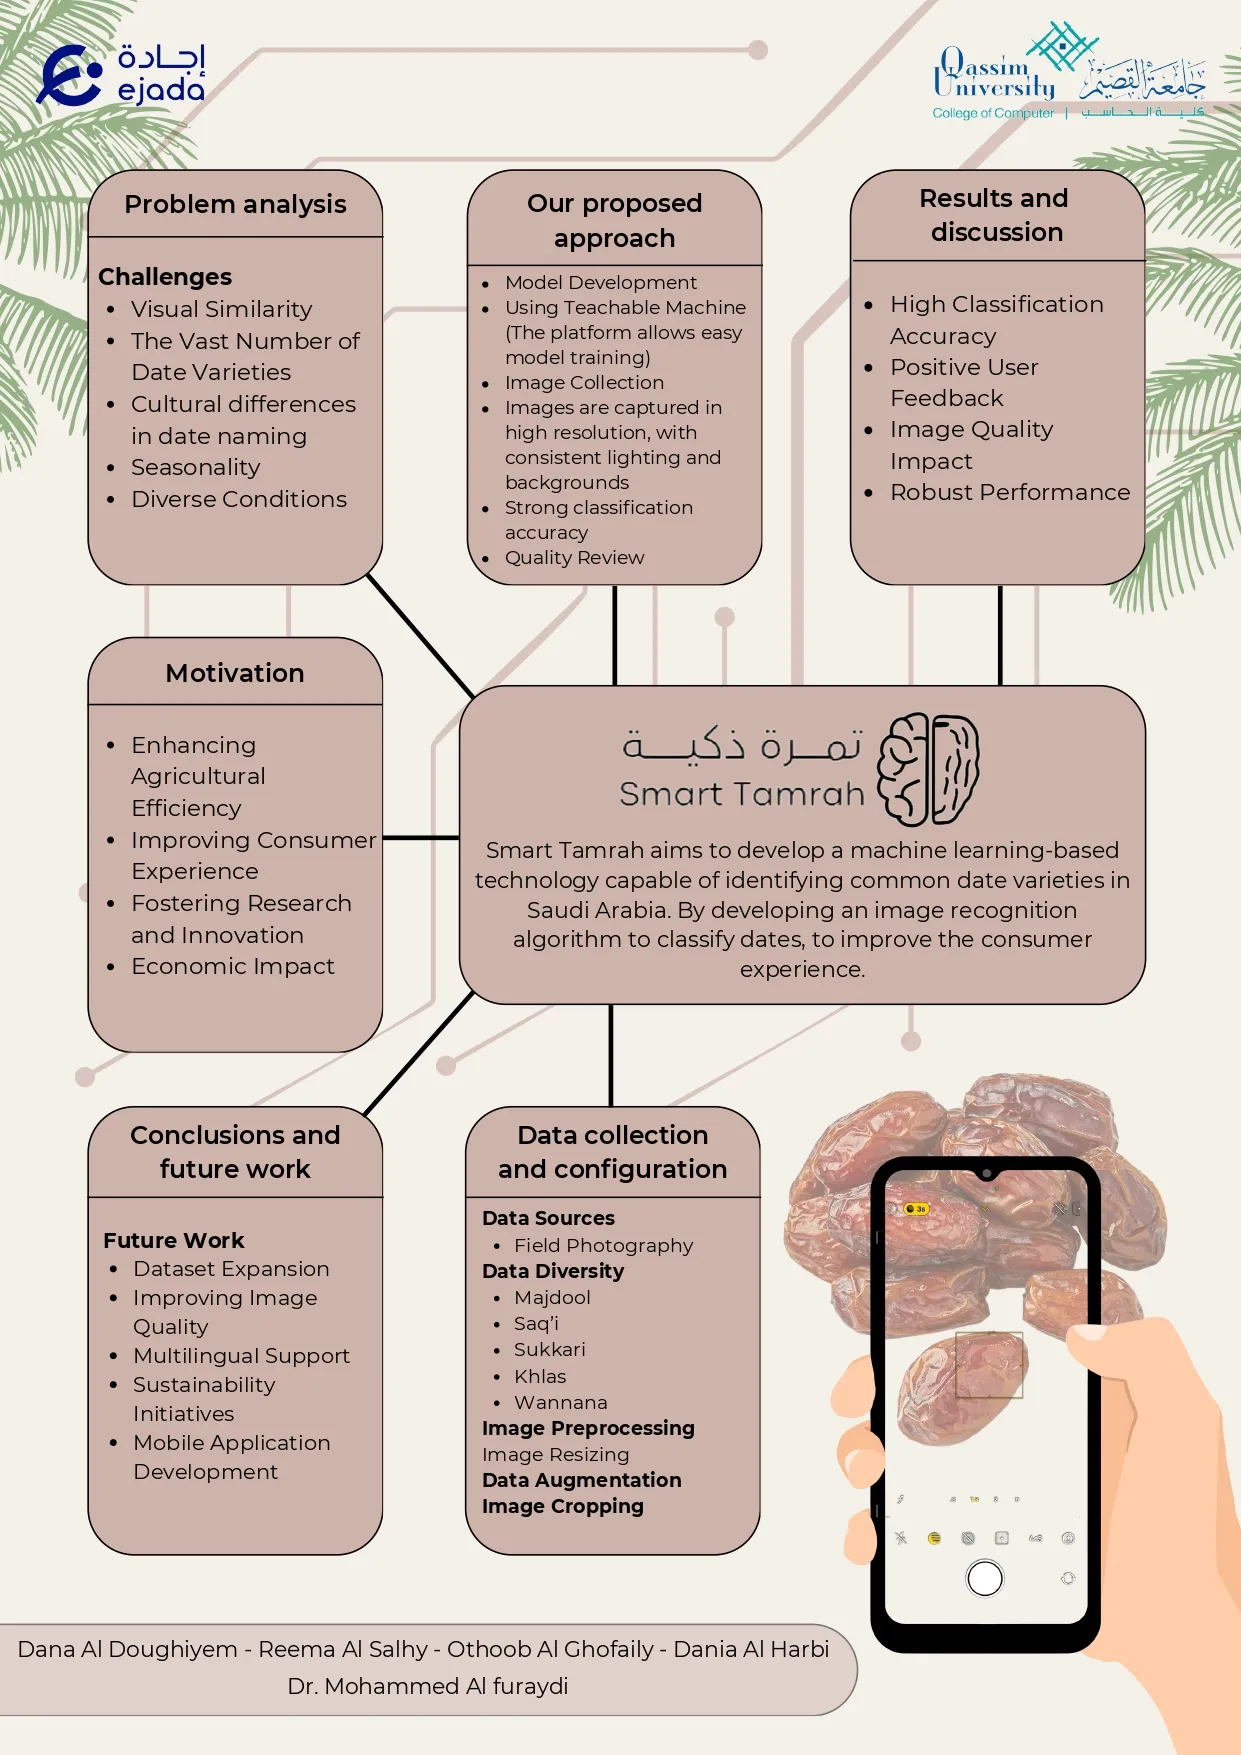 إجادة
ejada
Qassim
University
جامعة القصيم
College of Computer | كلية الحاسب
Problem analysis
Challenges
• Visual Similarity
• The Vast Number of
Date Varieties
• Cultural differences
in date naming
• Seasonality
• Diverse Conditions
Our proposed
approach
• Model Development
• Using Teachable Machine
(The platform allows easy
model training)
• Image Collection
• Images are captured in
high resolution, with
consistent lighting and
backgrounds
• Strong classification
accuracy
• Quality Review
Results and
discussion
• High Classification
Accuracy
• Positive User
Feedback
• Image Quality
Impact
• Robust Performance
Motivation
• Enhancing
Agricultural
Efficiency
• Improving Consumer
Experience
• Fostering Research
and Innovation
• Economic Impact
تمرة ذكية
Smart Tamrah
Smart Tamrah aims to develop a machine learning-based
technology capable of identifying common date varieties in
Saudi Arabia. By developing an image recognition
algorithm to classify dates, to improve the consumer
experience.
Conclusions and
future work
Future Work
• Dataset Expansion
• Improving Image
Quality
• Multilingual Support
• Sustainability
Initiatives
• Mobile Application
Development
Data collection
and configuration
Data Sources
• Field Photography
Data Diversity
• Majdool
• Saq’i
• Sukkari
• Khlas
• Wannana
Image Preprocessing
Image Resizing
Data Augmentation
Image Cropping
3s
Dana Al Doughiyem - Reema Al Salhy - Othoob Al Ghofaily - Dania Al Harbi
Dr. Mohammed Al furaydi